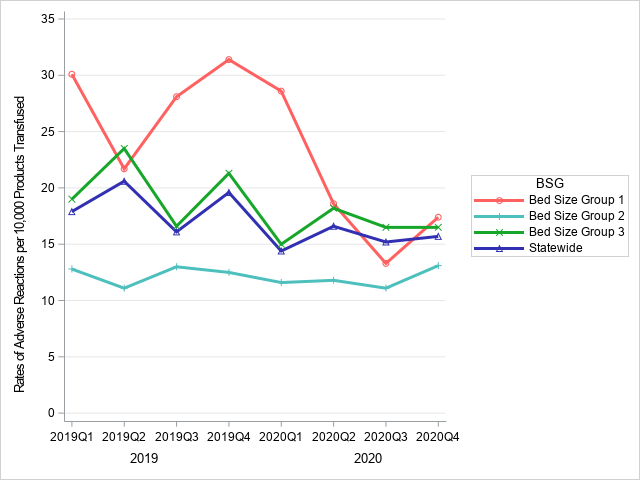 35
30
25
20
15
10
5
0
Rates of Adverse Reactions per 10,000 Products Transfused
2019Q1 2019Q2 2019Q3 2019Q4 2020Q1 2020Q2 2020Q3 2020Q4
2019 2020
BSG
Bed Size Group 1
Bed Size Group 2
Bed Size Group 3
Statewide